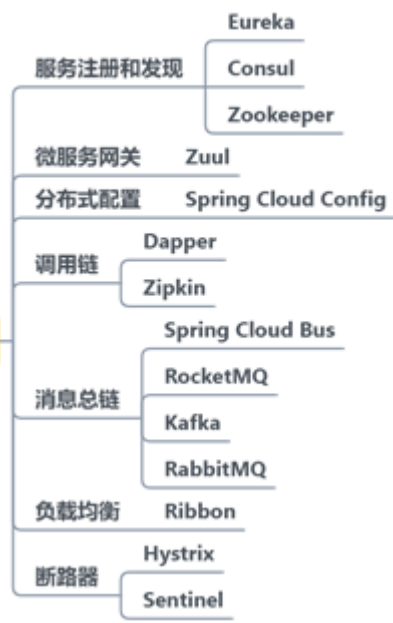 服务注册和发现
Eureka
Consul
Zookeeper
微服务网关 Zuul
分布式配置 Spring Cloud Config
调用链
Dapper
Zipkin
消息总链
Spring Cloud Bus
RocketMQ
Kafka
RabbitMQ
负载均衡 Ribbon
断路器
Hystrix
Sentinel